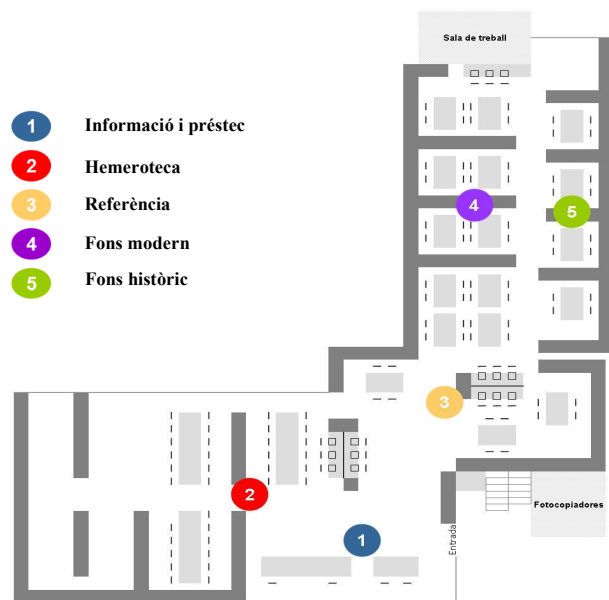 Sala de treball
1 Informació i préstec
2 Hemeroteca
3 Referència
4 Fons modern
5 Fons històric
4
5
3
2
1
Entrada
Fotocopiadores